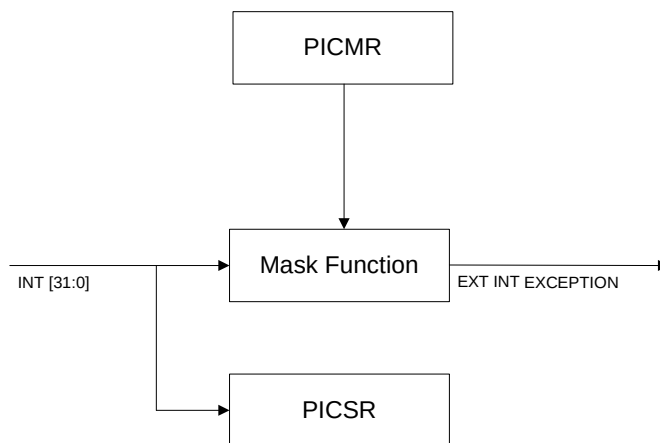 PICMR
Mask Function
INT [31:0]
EXT INT EXCEPTION
PICSR